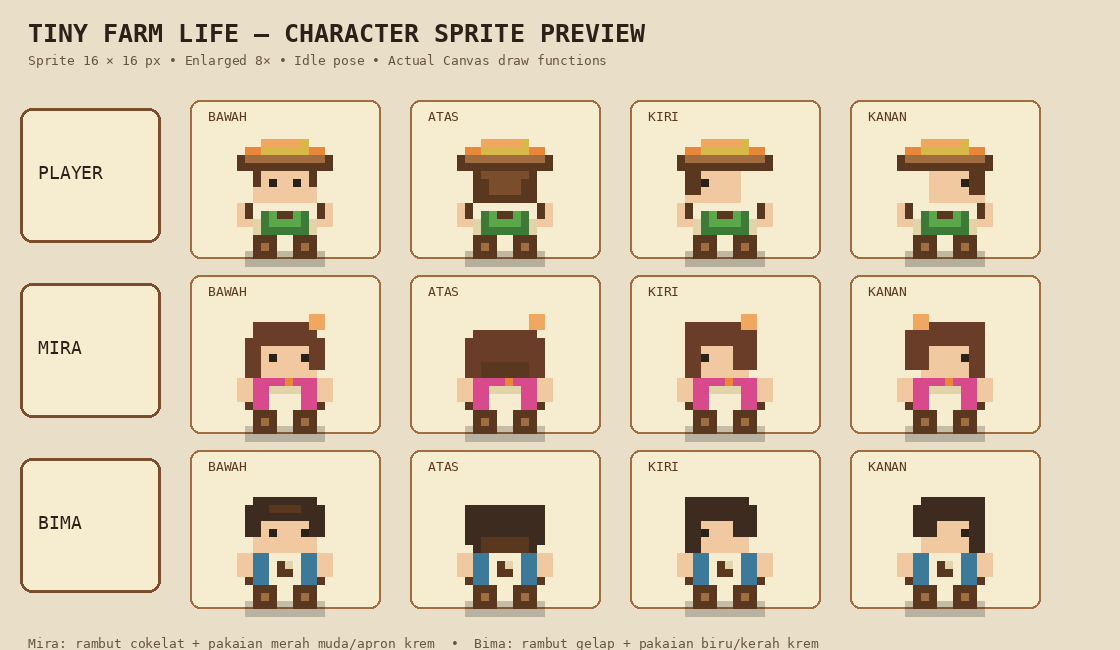 TINY FARM LIFE — CHARACTER SPRITE PREVIEW
Sprite 16 × 16 px • Enlarged 8× • Idle pose • Actual Canvas draw functions
PLAYER
BAWAH
ATAS
KIRI
KANAN
MIRA
BAWAH
ATAS
KIRI
KANAN
BIMA
BAWAH
ATAS
KIRI
KANAN
Mira: rambut cokelat + pakaian merah muda/apron krem • Bima: rambut gelap + pakaian biru/kerah krem